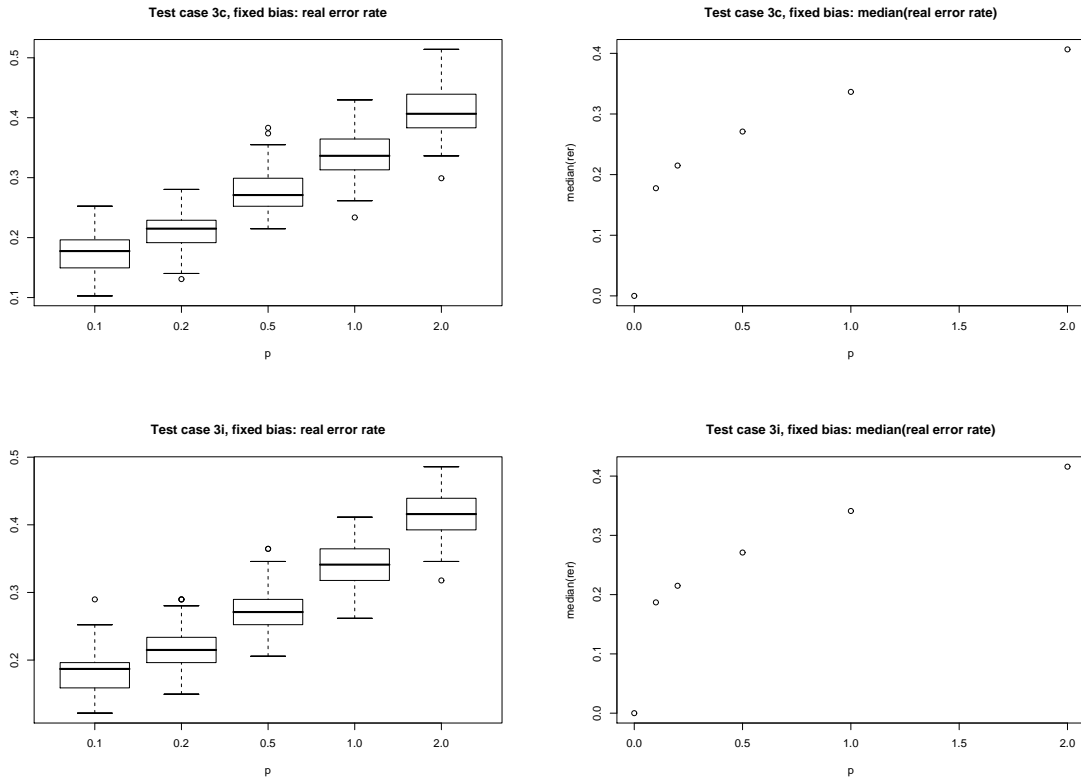 Test case 3c, fixed bias: real error rate
0.5
0.4
0.3
0.2
0.1
0.1 0.2 0.5 1.0 2.0
p
Test case 3c, fixed bias: median(real error rate)
median(rer)
0.4
0.3
0.2
0.1
0.0
0.0 0.5 1.0 1.5 2.0
p
Test case 3i, fixed bias: real error rate
0.5
0.4
0.3
0.2
0.1 0.2 0.5 1.0 2.0
p
Test case 3i, fixed bias: median(real error rate)
median(rer)
0.4
0.3
0.2
0.1
0.0
0.0 0.5 1.0 1.5 2.0
p